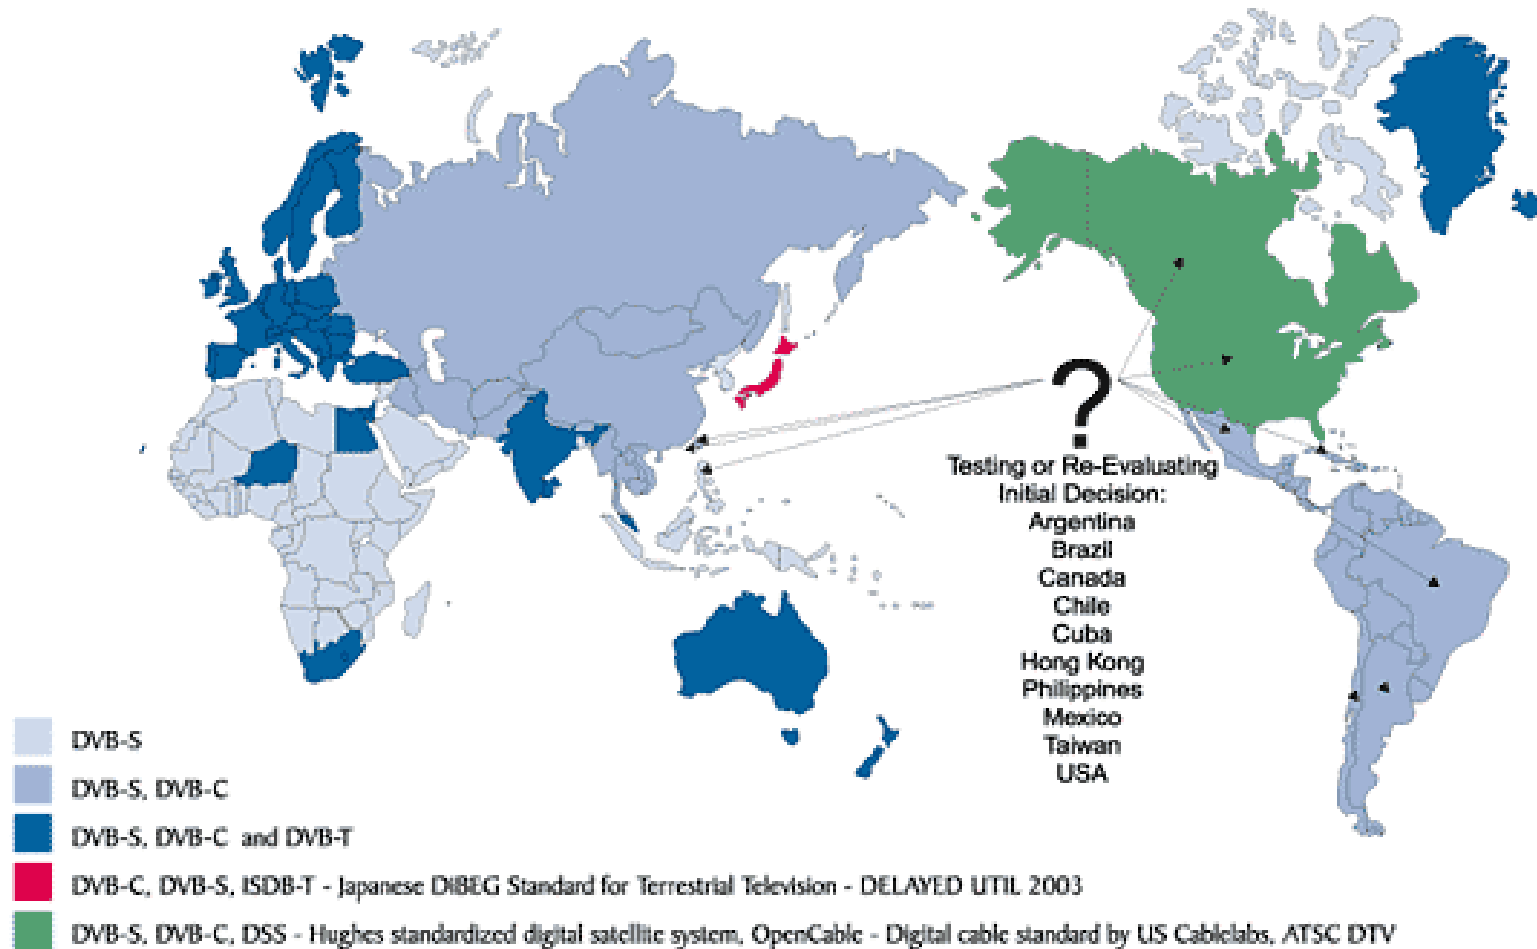 ?
Testing or Re-Evaluating
Initial Decision:
Argentina
Brazil
Canada
Chile
Cuba
Hong Kong
Philippines
Mexico
Taiwan
USA
DVB-S
DVB-S, DVB-C
DVB-S, DVB-C and DVB-T
DVB-C, DVB-S, ISDB-T - Japanese DIBEG Standard for Terrestrial Television - DELAYED UTIL 2003
DVB-S, DVB-C, DSS - Hughes standardized digital satellite system, OpenCable - Digital cable standard by US Cablelabs, ATSC DTV